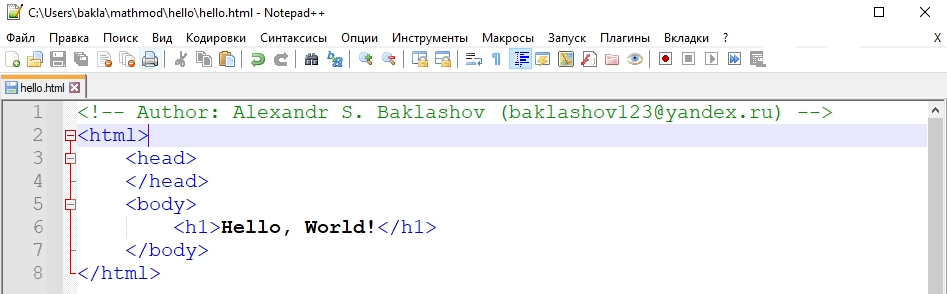 C:\Users\bakla\mathmod\hello\hello.html - Notepad++
Файл Правка Поиск Вид Кодировки Синтаксисы Опции Инструменты Макросы Запуск Плагины Вкладки ? X
hello.html
1 <!-- Author: Alexandr S. Baklashov (baklashov123@yandex.ru) -->
2 <html>
3 <head>
4 </head>
5 <body>
6 <h1>Hello, World!</h1>
7 </body>
8 </html>